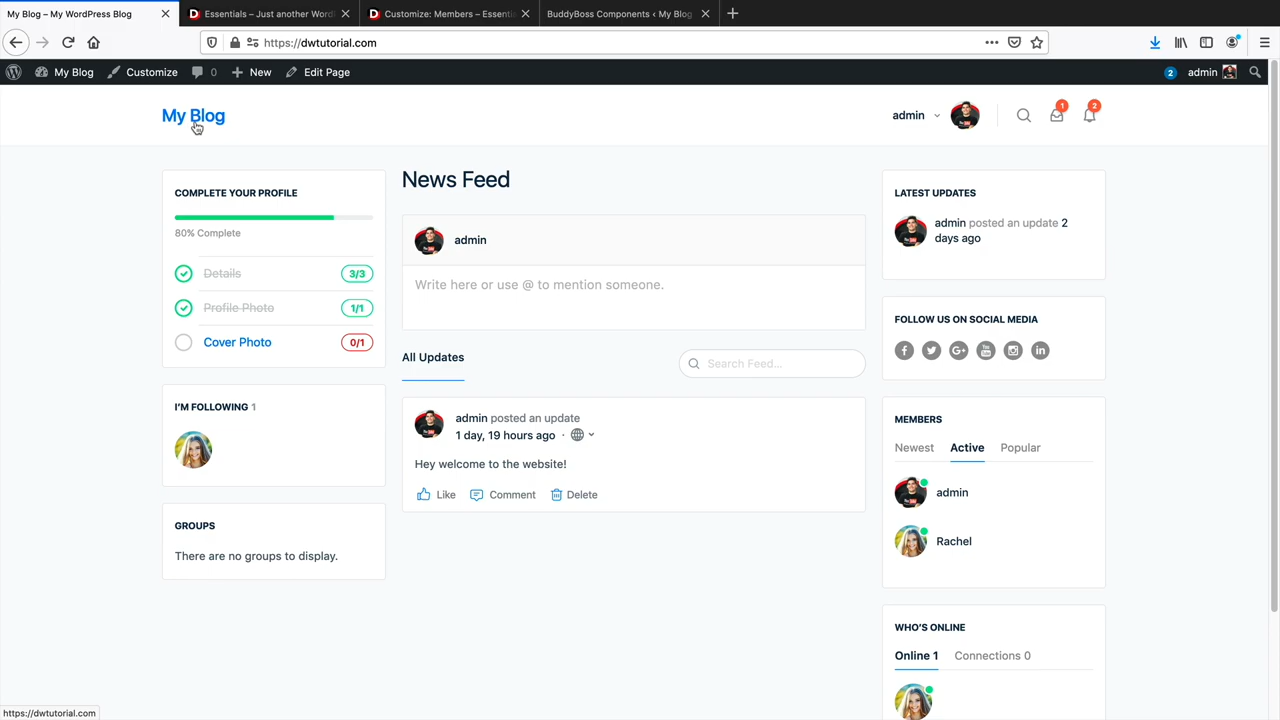 My Blog – My WordPress Blog
Essentials – Just another Word
Customize: Members – Essentia
BuddyBoss Components ‹ My Blog
https://dwtutorial.com
My Blog
Customize
0
New
Edit Page
2
admin
My Blog
admin
1
2
COMPLETE YOUR PROFILE
80% Complete
Details
3/3
Profile Photo
1/1
Cover Photo
0/1
I'M FOLLOWING 1
GROUPS
There are no groups to display.
News Feed
admin
Write here or use @ to mention someone.
All Updates
Search Feed...
admin posted an update
1 day, 19 hours ago ·
Hey welcome to the website!
Like
Comment
Delete
LATEST UPDATES
admin posted an update 2
days ago
FOLLOW US ON SOCIAL MEDIA
MEMBERS
Newest
Active
Popular
admin
Rachel
WHO'S ONLINE
Online 1
Connections 0
https://dwtutorial.com